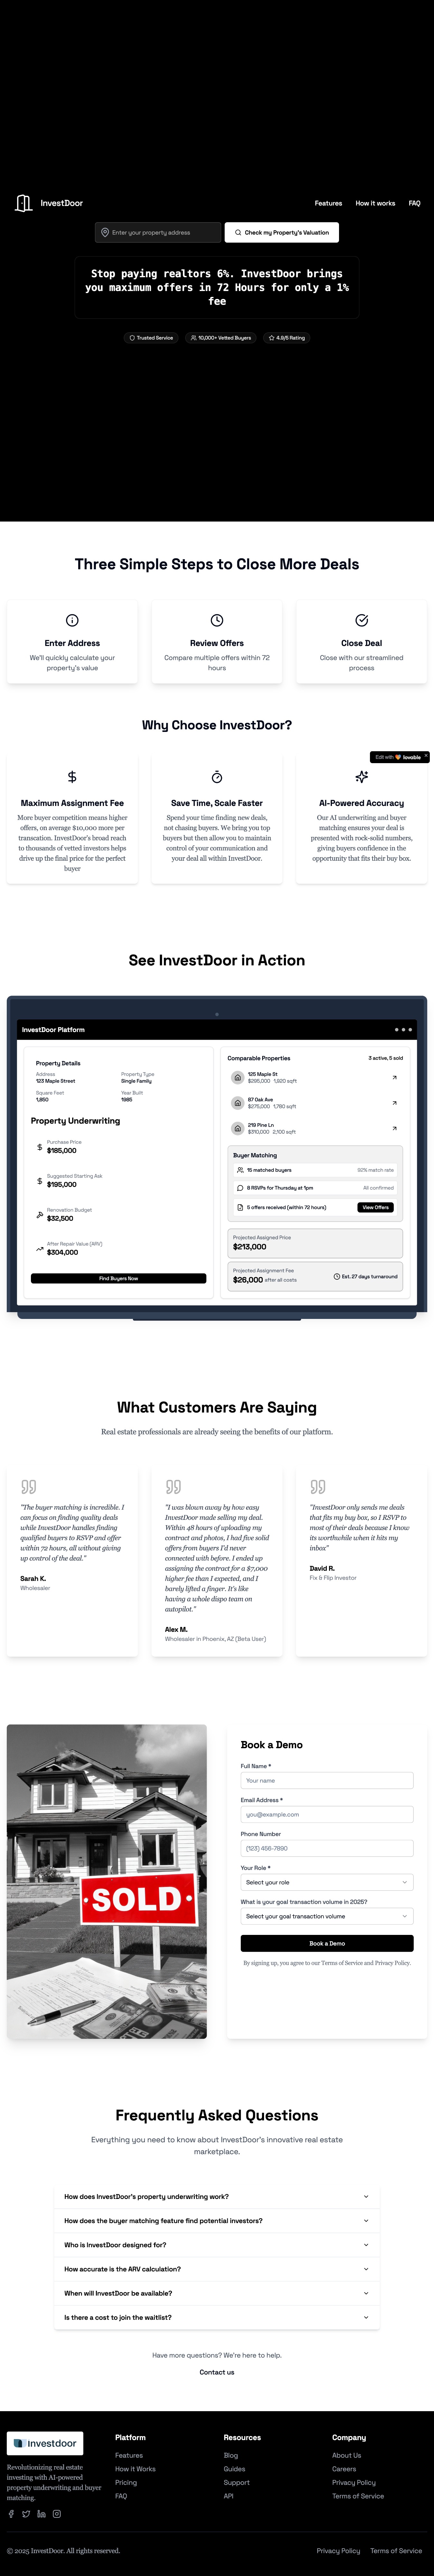 InvestDoor
Features
How it works
FAQ
Enter your property address
Check my Property's Valuation
Stop paying realtors 6%. InvestDoor brings
you maximum offers in 72 Hours for only a 1%
fee
Trusted Service
10,000+ Vetted Buyers
4.9/5 Rating
Three Simple Steps to Close More Deals
Enter Address
We'll quickly calculate your
property's value
Review Offers
Compare multiple offers within 72
hours
Close Deal
Close with our streamlined
process
Why Choose InvestDoor?
Edit with Lovable
Maximum Assignment Fee
More buyer competition means higher
offers, on average $10,000 more per
transcation. InvestDoor's broad reach
to thousands of vetted investors helps
drive up the final price for the perfect
buyer
Save Time, Scale Faster
Spend your time finding new deals,
not chasing buyers. We bring you top
buyers but then allow you to maintain
control of your communication and
your deal all within InvestDoor.
AI-Powered Accuracy
Our AI underwriting and buyer
matching ensures your deal is
presented with rock-solid numbers,
giving buyers confidence in the
opportunity that fits their buy box.
See InvestDoor in Action
InvestDoor Platform
Property Details
Address
123 Maple Street
Property Type
Single Family
Square Feet
1,850
Year Built
1985
Property Underwriting
Purchase Price
$185,000
Suggested Starting Ask
$195,000
Renovation Budget
$32,500
After Repair Value (ARV)
$304,000
Find Buyers Now
Comparable Properties
3 active, 5 sold
125 Maple St
$295,000 1,920 sqft
87 Oak Ave
$275,000 1,780 sqft
219 Pine Ln
$310,000 2,100 sqft
Buyer Matching
15 matched buyers
92% match rate
8 RSVPs for Thursday at 1pm
All confirmed
5 offers received (within 72 hours)
View Offers
Projected Assigned Price
$213,000
Projected Assignment Fee
$26,000 after all costs
Est. 27 days turnaround
What Customers Are Saying
Real estate professionals are already seeing the benefits of our platform.
"The buyer matching is incredible. I
can focus on finding quality deals
while InvestDoor handles finding
qualified buyers to RSVP and offer
within 72 hours, all without giving
up control of the deal."
Sarah K.
Wholesaler
"I was blown away by how easy
InvestDoor made selling my deal.
Within 48 hours of uploading my
contract and photos, I had five solid
offers from buyers I'd never
connected with before. I ended up
assigning the contract for a $7,000
higher fee than I expected, and I
barely lifted a finger. It's like
having a whole dispo team on
autopilot."
Alex M.
Wholesaler in Phoenix, AZ (Beta User)
"InvestDoor only sends me deals
that fits my buy box, so I RSVP to
most of their deals because I know
its worthwhile when it hits my
inbox"
David R.
Fix & Flip Investor
SOLD
Book a Demo
Full Name *
Your name
Email Address *
you@example.com
Phone Number
(123) 456-7890
Your Role *
Select your role
What is your goal transaction volume in 2025?
Select your goal transaction volume
Book a Demo
By signing up, you agree to our Terms of Service and Privacy Policy.
Frequently Asked Questions
Everything you need to know about InvestDoor's innovative real estate
marketplace.
How does InvestDoor's property underwriting work?
How does the buyer matching feature find potential investors?
Who is InvestDoor designed for?
How accurate is the ARV calculation?
When will InvestDoor be available?
Is there a cost to join the waitlist?
Have more questions? We're here to help.
Contact us
Investdoor
Revolutionizing real estate
investing with AI-powered
property underwriting and buyer
matching.
Platform
Features
How it Works
Pricing
FAQ
Resources
Blog
Guides
Support
API
Company
About Us
Careers
Privacy Policy
Terms of Service
© 2025 InvestDoor. All rights reserved.
Privacy Policy
Terms of Service